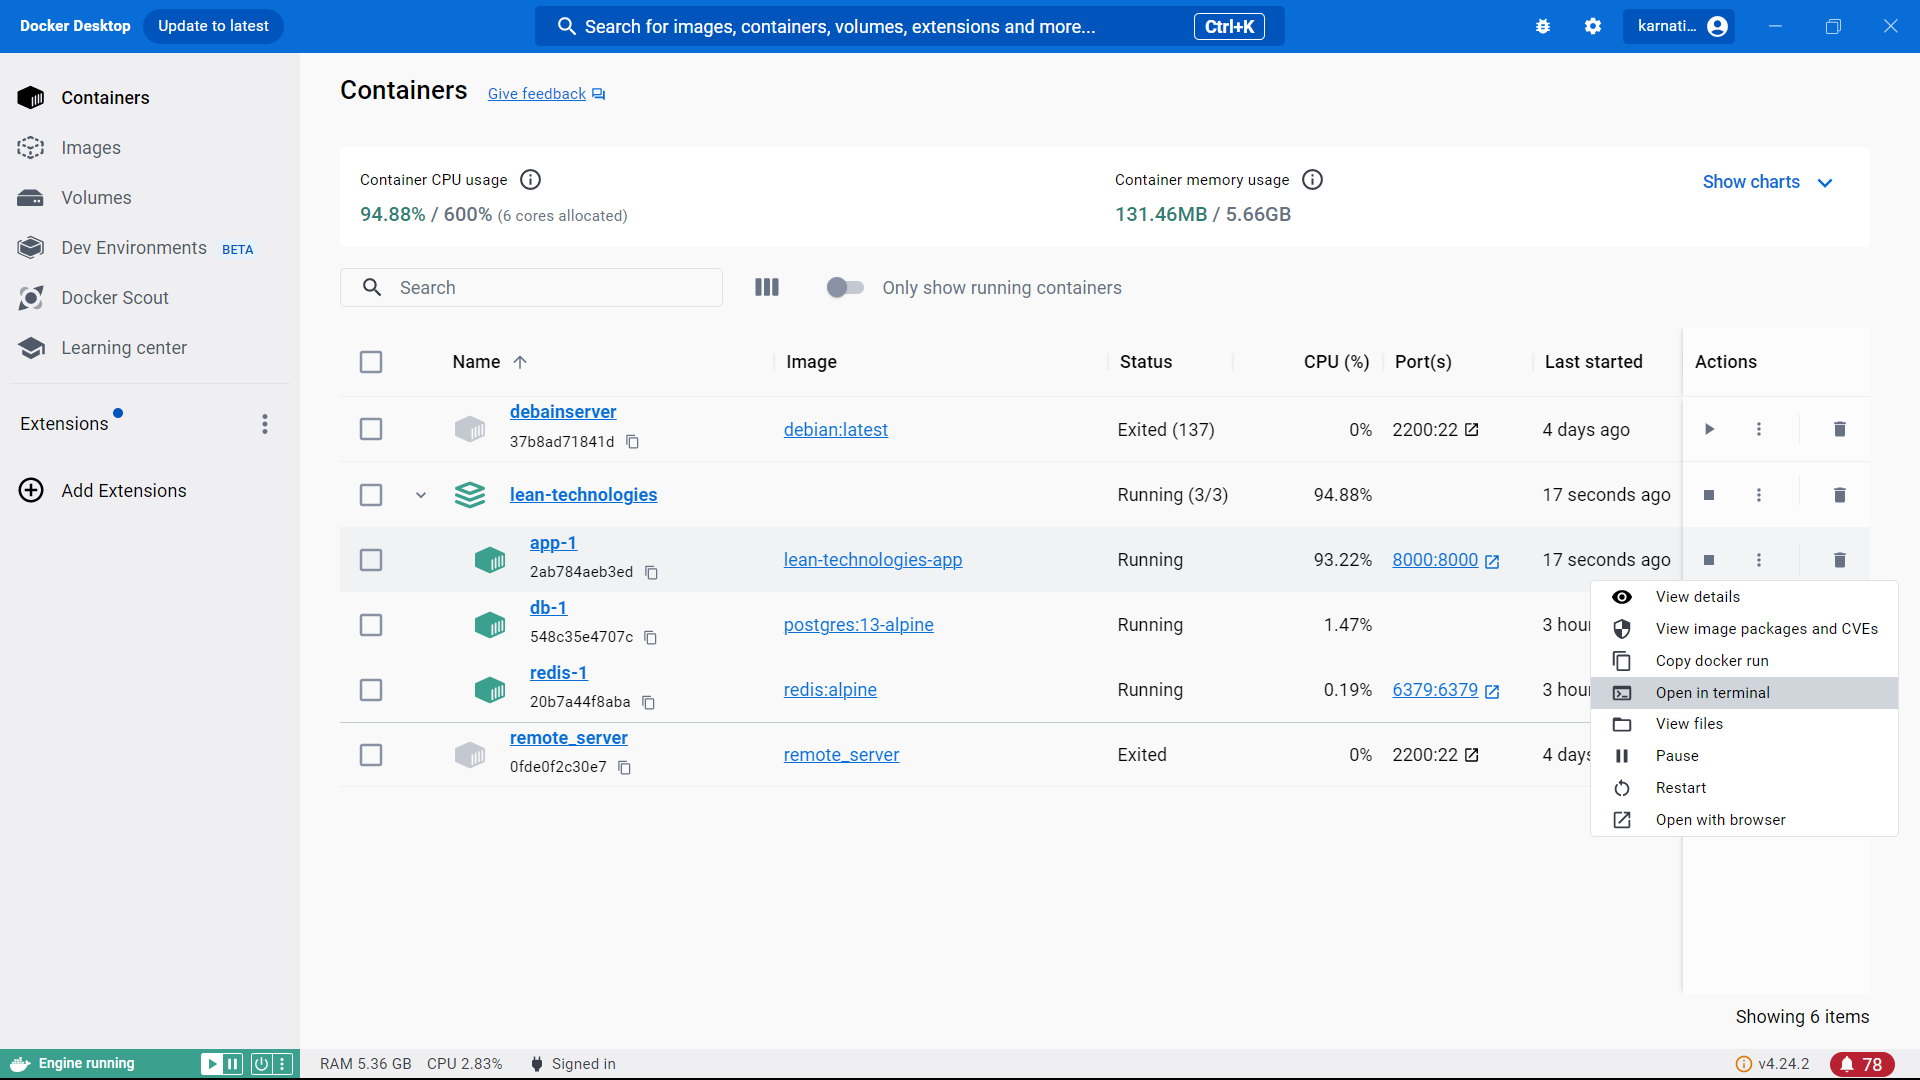 Docker Desktop Update to latest Search for images, containers, volumes, extensions and more... Ctrl+K karnati...
Containers
Images
Volumes
Dev Environments BETA
Docker Scout
Learning center
Extensions
Add Extensions
Containers Give feedback
Container CPU usage
94.88% / 600% (6 cores allocated)
Container memory usage
131.46MB / 5.66GB
Show charts
Search
Only show running containers
Name Image Status CPU (%) Port(s) Last started Actions
debainserver
37b8ad71841d
debian:latest Exited (137) 0% 2200:22 4 days ago
lean-technologies Running (3/3) 94.88% 17 seconds ago
app-1
2ab784aeb3ed
lean-technologies-app Running 93.22% 8000:8000 17 seconds ago
db-1
548c35e4707c
postgres:13-alpine Running 1.47% 3 hour
redis-1
20b7a44f8aba
redis:alpine Running 0.19% 6379:6379 3 hour
remote_server
0fde0f2c30e7
remote_server Exited 0% 2200:22 4 days
View details
View image packages and CVEs
Copy docker run
Open in terminal
View files
Pause
Restart
Open with browser
Showing 6 items
Engine running RAM 5.36 GB CPU 2.83% Signed in v4.24.2 78